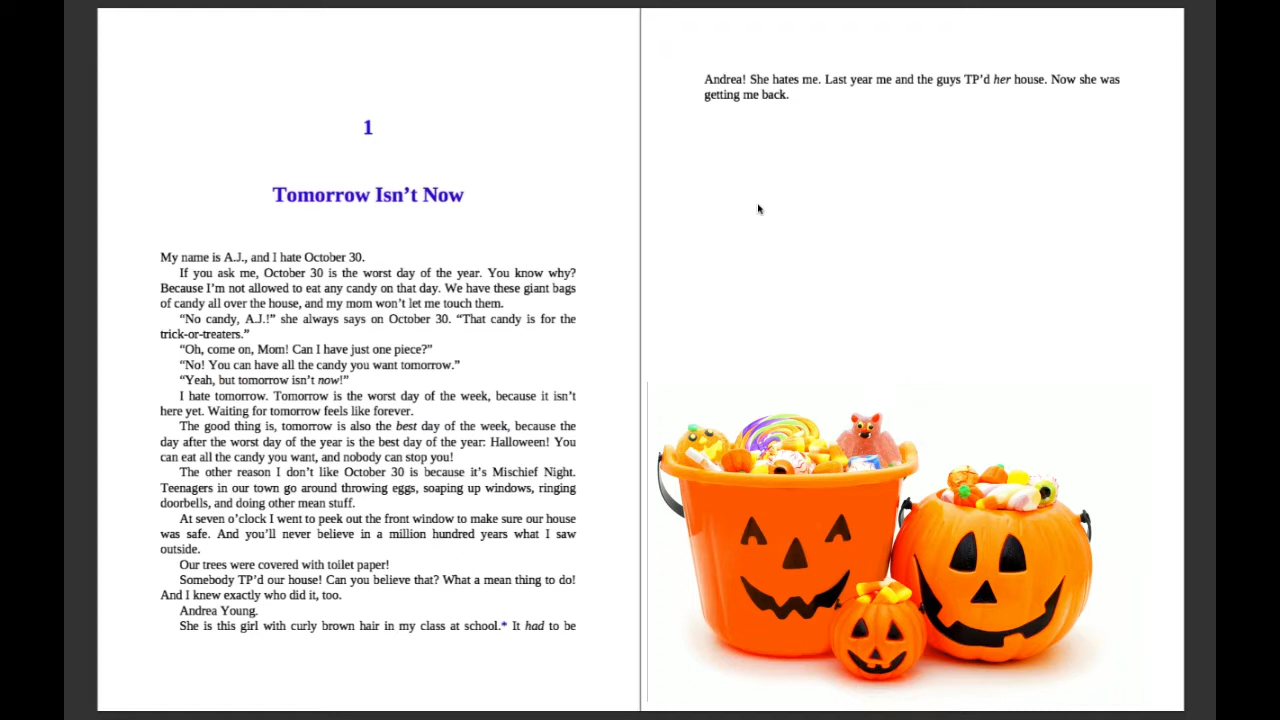 1
Tomorrow Isn’t Now
My name is A.J., and I hate October 30.
If you ask me, October 30 is the worst day of the year. You know why?
Because I’m not allowed to eat any candy on that day. We have these giant bags
of candy all over the house, and my mom won’t let me touch them.
“No candy, A.J.!” she always says on October 30. “That candy is for the
trick-or-treaters.”
“Oh, come on, Mom! Can I have just one piece?”
“No! You can have all the candy you want tomorrow.”
“Yeah, but tomorrow isn’t now!”
I hate tomorrow. Tomorrow is the worst day of the week, because it isn’t
here yet. Waiting for tomorrow feels like forever.
The good thing is, tomorrow is also the best day of the week, because the
day after the worst day of the year is the best day of the year: Halloween! You
can eat all the candy you want, and nobody can stop you!
The other reason I don’t like October 30 is because it’s Mischief Night.
Teenagers in our town go around throwing eggs, soaping up windows, ringing
doorbells, and doing other mean stuff.
At seven o’clock I went to peek out the front window to make sure our house
was safe. And you’ll never believe in a million hundred years what I saw
outside.
Our trees were covered with toilet paper!
Somebody TP’d our house! Can you believe that? What a mean thing to do!
And I knew exactly who did it, too.
Andrea Young.
She is this girl with curly brown hair in my class at school.* It had to be
Andrea! She hates me. Last year me and the guys TP’d her house. Now she was
getting me back.